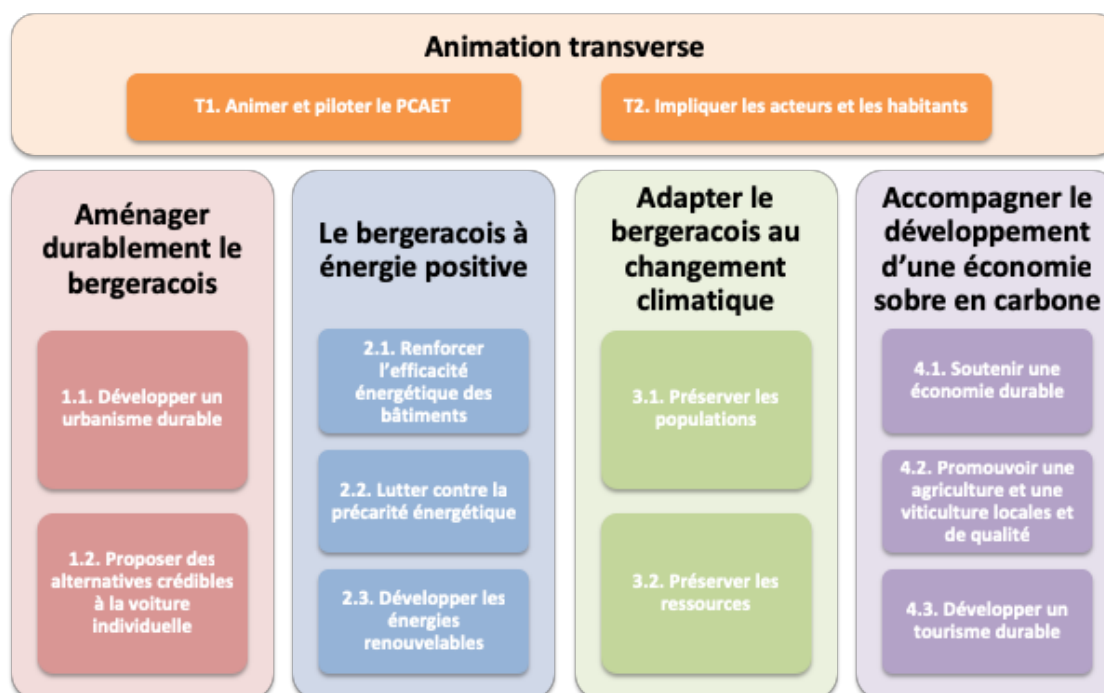 Animation transverse
T1. Animer et piloter le PCAET
T2. Impliquer les acteurs et les habitants
Aménager
durablement le
bergeracois
1.1. Développer un
urbanisme durable
1.2. Proposer des
alternatives crédibles
à la voiture
individuelle
Le bergeracois à
énergie positive
2.1. Renforcer
l’efficacité
énergétique des
bâtiments
2.2. Lutter contre la
précarité énergétique
2.3. Développer les
énergies
renouvelables
Adapter le
bergeracois au
changement
climatique
3.1. Préserver les
populations
3.2. Préserver les
ressources
Accompagner le
développement
d’une économie
sobre en carbone
4.1. Soutenir une
économie durable
4.2. Promouvoir une
agriculture et une
viticulture locales et
de qualité
4.3. Développer un
tourisme durable